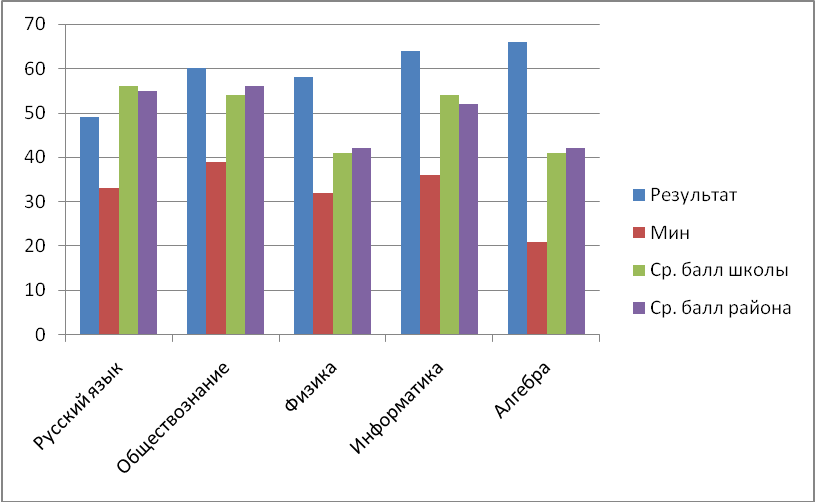 70
60
50
40
30
20
10
0
Русский язык
Обществознание
Физика
Информатика
Алгебра
Результат
Мин
Ср. балл школы
Ср. балл района